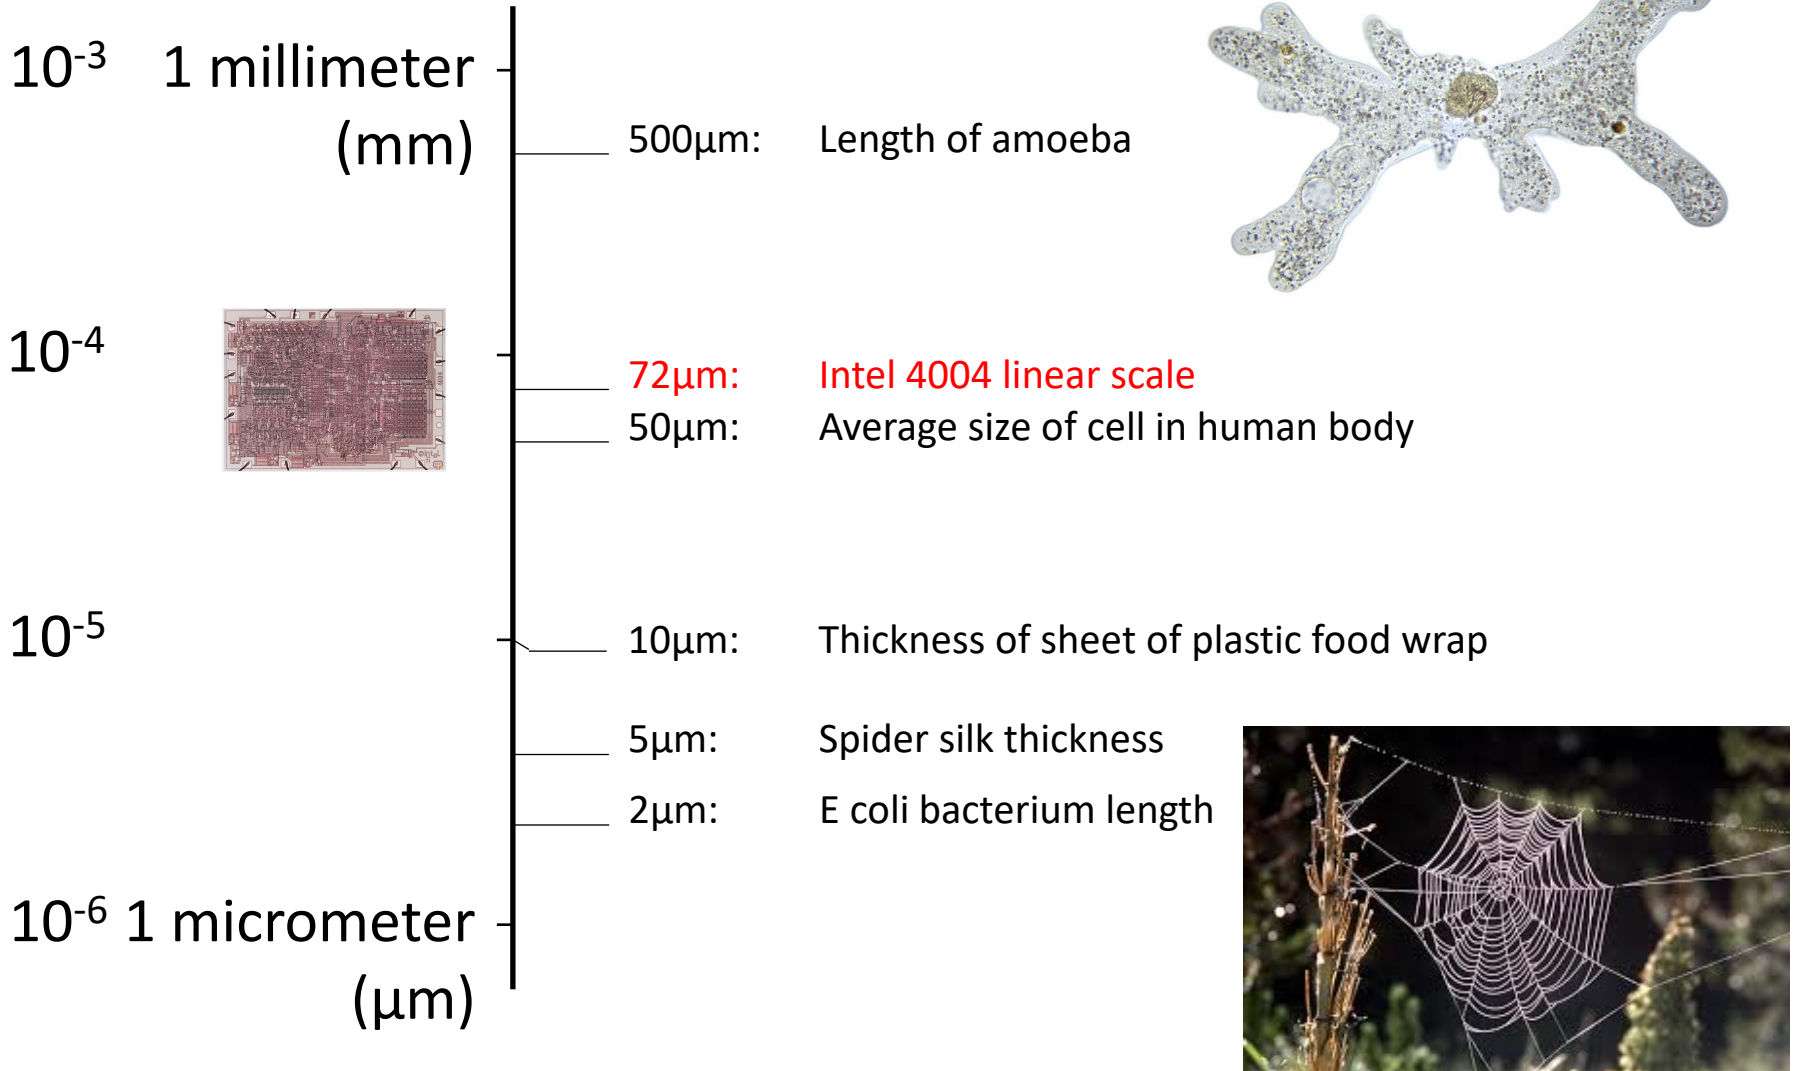 10⁻³ 1 millimeter
(mm)
500µm: Length of amoeba
10⁻⁴
72µm: Intel 4004 linear scale
50µm: Average size of cell in human body
10⁻⁵
10µm: Thickness of sheet of plastic food wrap
5µm: Spider silk thickness
2µm: E coli bacterium length
10⁻⁶ 1 micrometer
(µm)